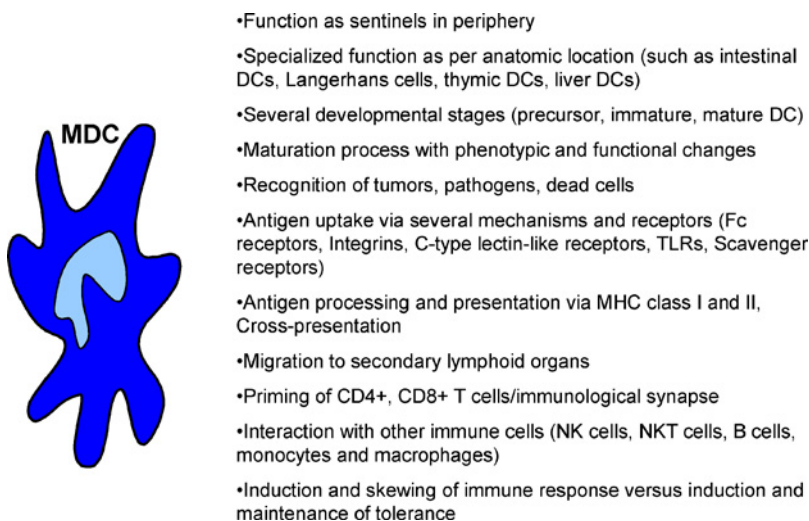 •Function as sentinels in periphery
•Specialized function as per anatomic location (such as intestinal
DCs, Langerhans cells, thymic DCs, liver DCs)
•Several developmental stages (precursor, immature, mature DC)
MDC
•Maturation process with phenotypic and functional changes
•Recognition of tumors, pathogens, dead cells
•Antigen uptake via several mechanisms and receptors (Fc
receptors, Integrins, C-type lectin-like receptors, TLRs, Scavenger
receptors)
•Antigen processing and presentation via MHC class I and II,
Cross-presentation
•Migration to secondary lymphoid organs
•Priming of CD4+, CD8+ T cells/immunological synapse
•Interaction with other immune cells (NK cells, NKT cells, B cells,
monocytes and macrophages)
•Induction and skewing of immune response versus induction and
maintenance of tolerance